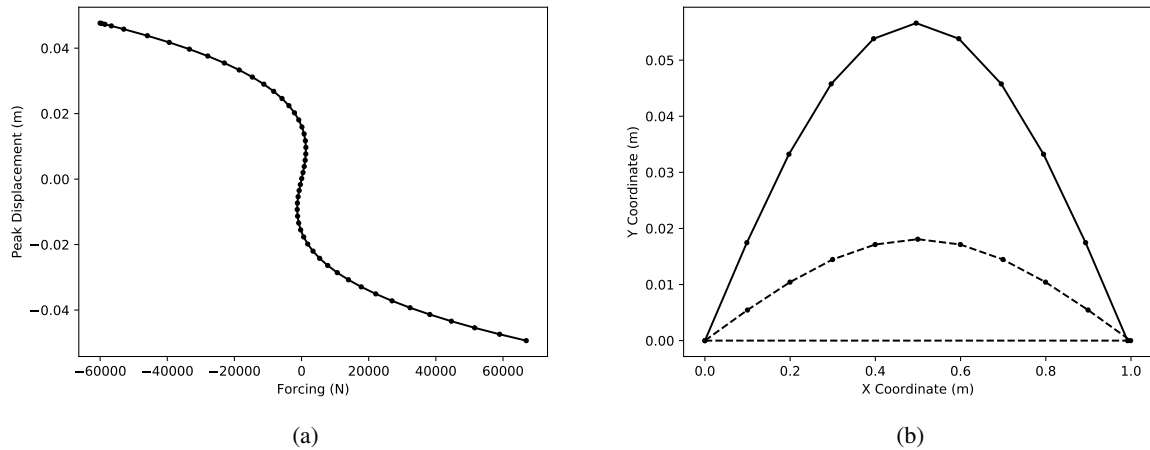 0.04
0.02
0.00
−0.02
−0.04
Peak Displacement (m)
−60000 −40000 −20000 0 20000 40000 60000
Forcing (N)
(a)
0.05
0.04
0.03
0.02
0.01
0.00
Y Coordinate (m)
0.0 0.2 0.4 0.6 0.8 1.0
X Coordinate (m)
(b)